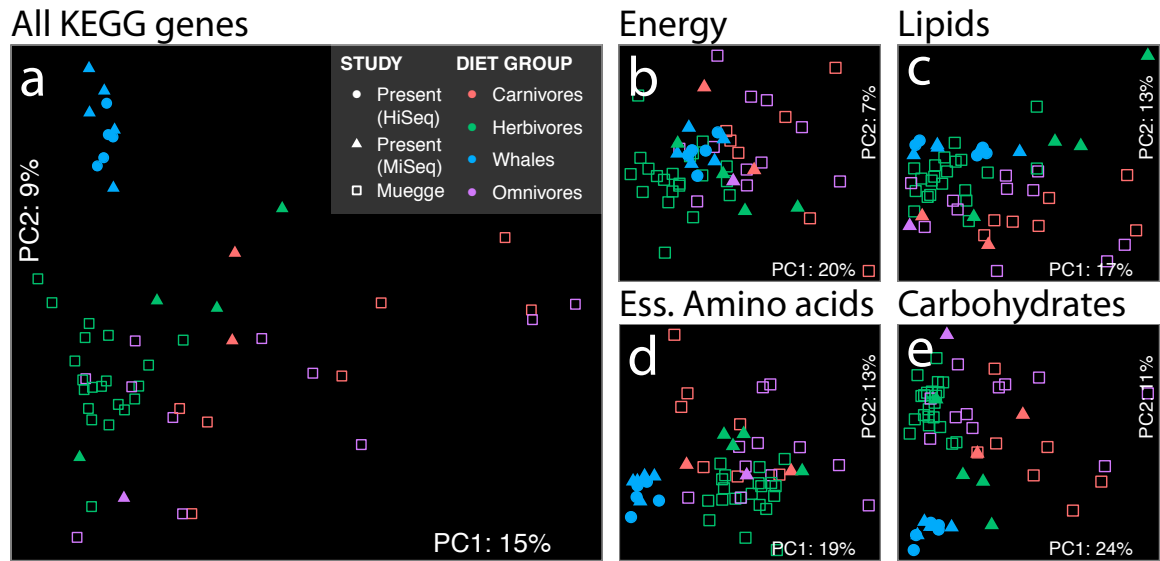 All KEGG genes
a
STUDY
DIET GROUP
Present
(HiSeq)
Present
(MiSeq)
Muegge
Carnivores
Herbivores
Whales
Omnivores
PC2: 9%
PC1: 15%
Energy
b
PC2: 7%
PC1: 20%
Lipids
c
PC2: 13%
PC1: 17%
Ess. Amino acids
d
PC2: 13%
PC1: 19%
Carbohydrates
e
PC2: 11%
PC1: 24%